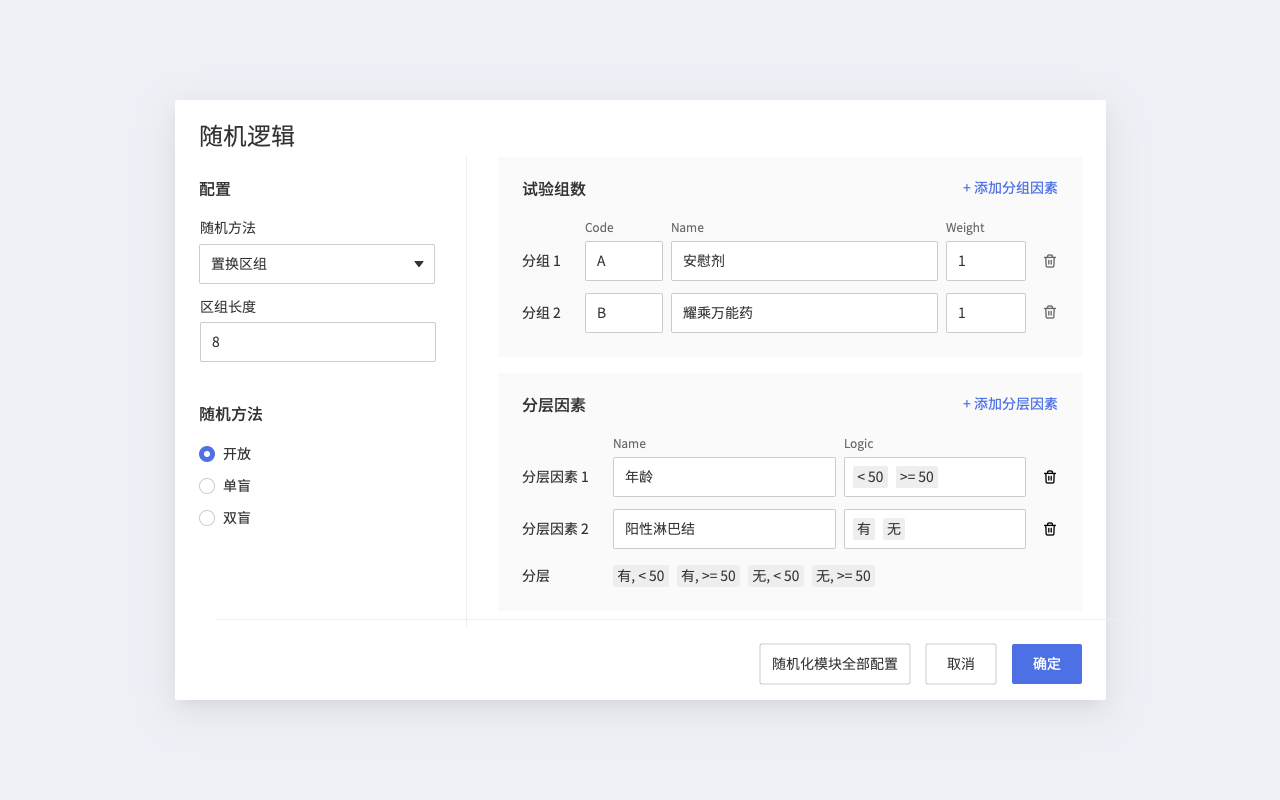 随机逻辑
配置
随机方法
置换区组
区组长度
8
随机方法
开放
单盲
双盲
试验组数
+ 添加分组因素
Code Name Weight
分组 1 A 安慰剂 1
分组 2 B 耀乘万能药 1
分层因素
+ 添加分层因素
Name Logic
分层因素 1 年龄 < 50 >= 50
分层因素 2 阳性淋巴结 有 无
分层 有, < 50 有, >= 50 无, < 50 无, >= 50
随机化模块全部配置 取消 确定